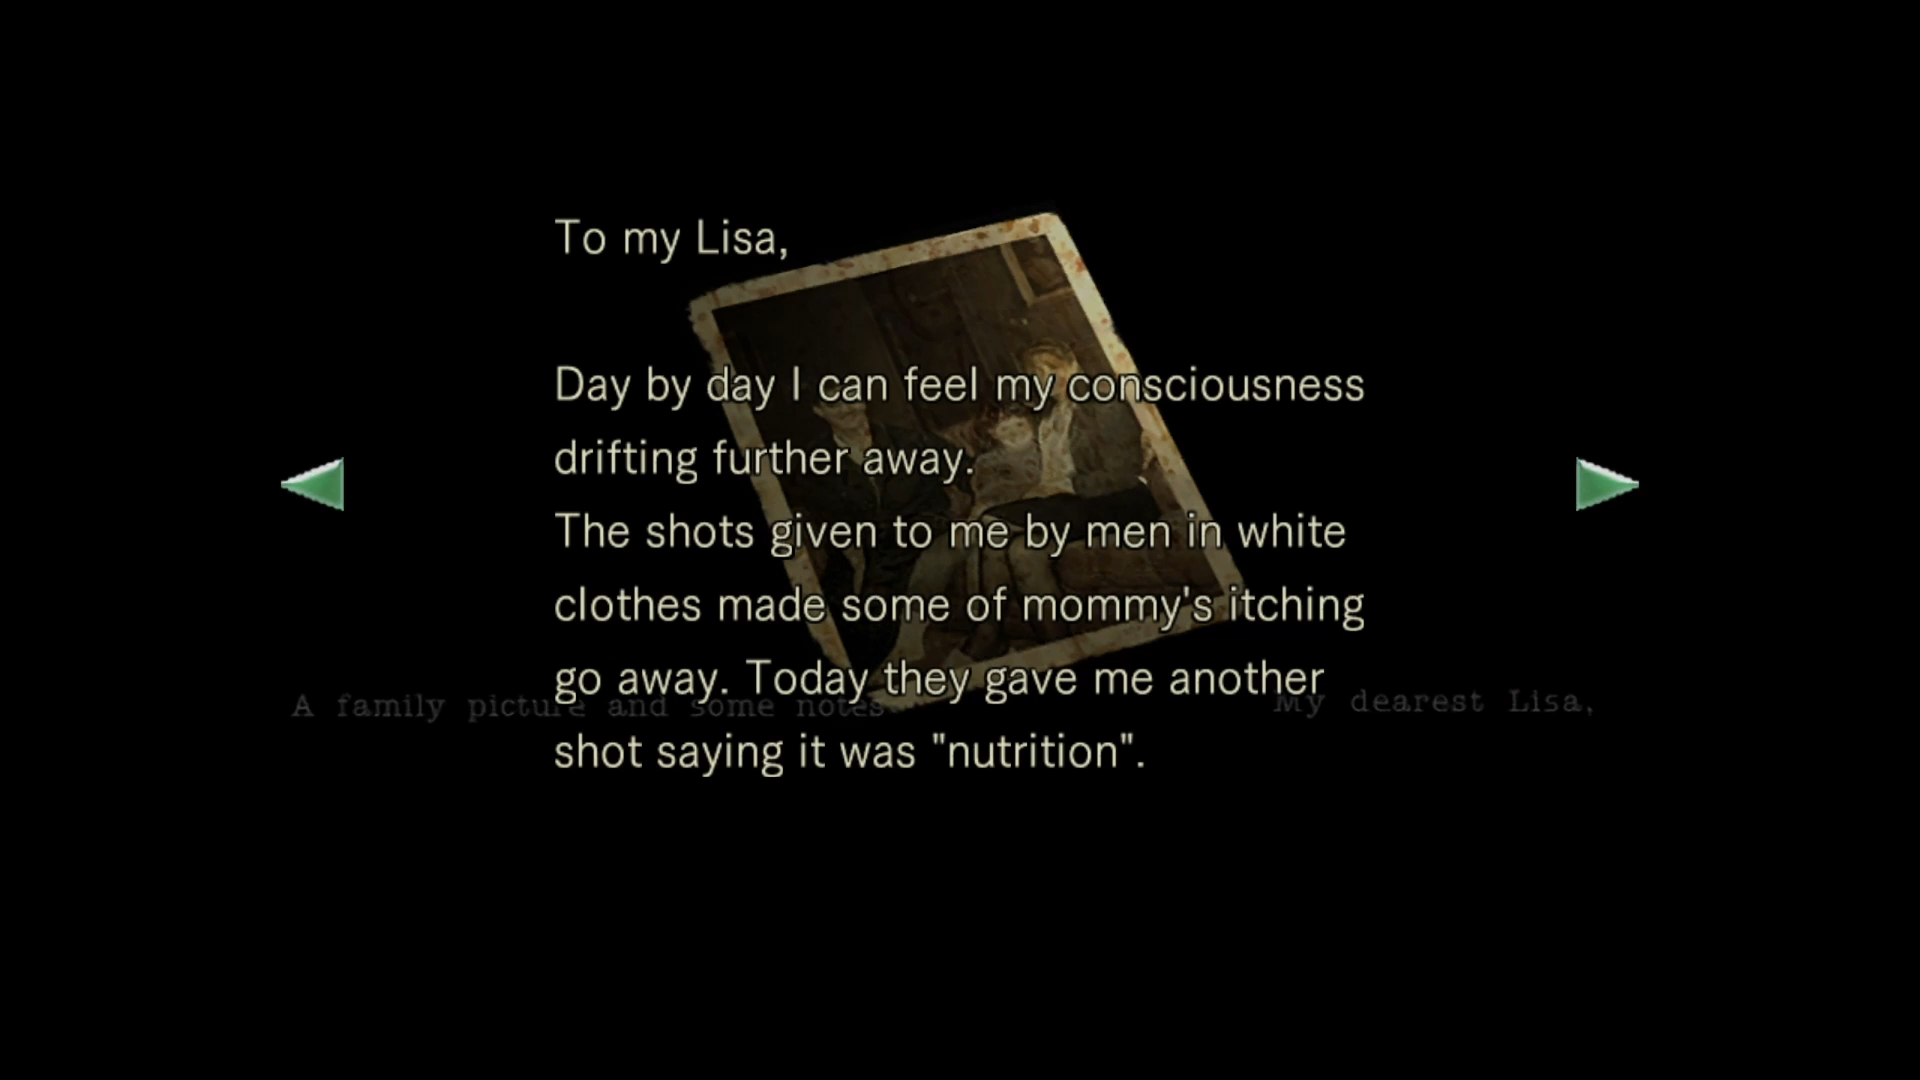 To my Lisa,
Day by day I can feel my consciousness
drifting further away.
The shots given to me by men in white
clothes made some of mommy's itching
go away. Today they gave me another
shot saying it was "nutrition".
A family picture and some notes
My dearest Lisa,